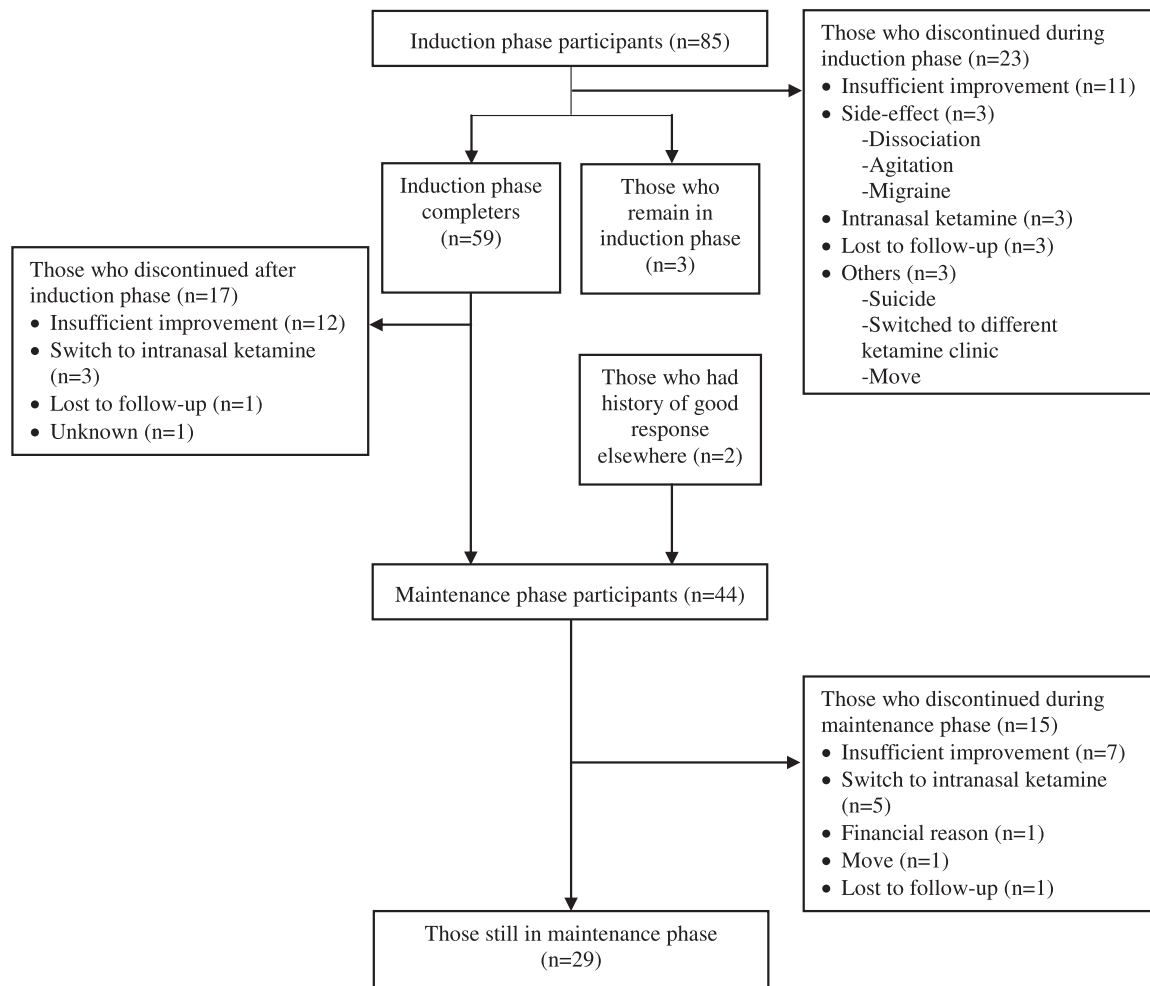 Induction phase participants (n=85)
Those who discontinued during
induction phase (n=23)
• Insufficient improvement (n=11)
• Side-effect (n=3)
-Dissociation
-Agitation
-Migraine
• Intranasal ketamine (n=3)
• Lost to follow-up (n=3)
• Others (n=3)
-Suicide
-Switched to different
ketamine clinic
-Move
Induction phase
completers
(n=59)
Those who
remain in
induction phase
(n=3)
Those who discontinued after
induction phase (n=17)
• Insufficient improvement (n=12)
• Switch to intranasal ketamine
(n=3)
• Lost to follow-up (n=1)
• Unknown (n=1)
Those who had
history of good
response
elsewhere (n=2)
Maintenance phase participants (n=44)
Those who discontinued during
maintenance phase (n=15)
• Insufficient improvement (n=7)
• Switch to intranasal ketamine
(n=5)
• Financial reason (n=1)
• Move (n=1)
• Lost to follow-up (n=1)
Those still in maintenance phase
(n=29)